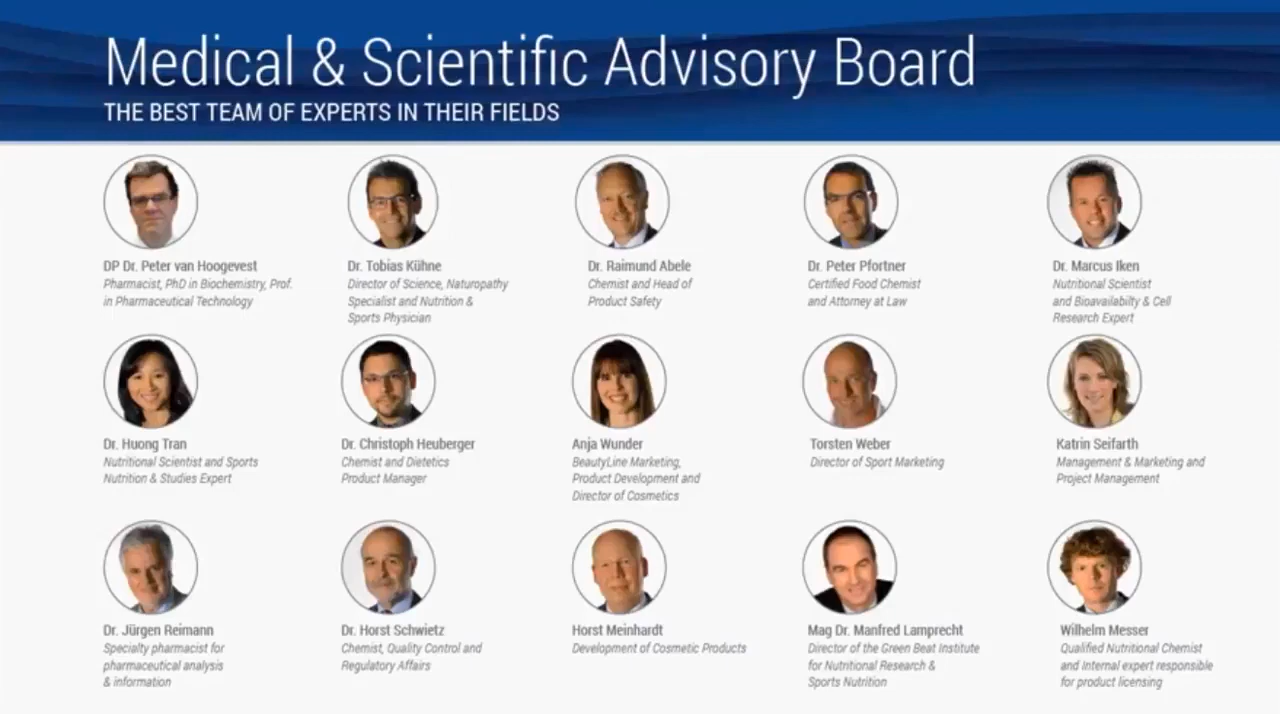 Medical & Scientific Advisory Board
THE BEST TEAM OF EXPERTS IN THEIR FIELDS
DP Dr. Peter van Hoogevest
Pharmacist, PhD in Biochemistry, Prof.
in Pharmaceutical Technology
Dr. Tobias Kühne
Director of Science, Naturopathy
Specialist and Nutrition &
Sports Physician
Dr. Raimund Abele
Chemist and Head of
Product Safety
Dr. Peter Pfortner
Certified Food Chemist
and Attorney at Law
Dr. Marcus Iken
Nutritional Scientist
and Bioavailabilty & Cell
Research Expert
Dr. Huong Tran
Nutritional Scientist and Sports
Nutrition & Studies Expert
Dr. Christoph Heuberger
Chemist and Dietetics
Product Manager
Anja Wunder
BeautyLine Marketing,
Product Development and
Director of Cosmetics
Torsten Weber
Director of Sport Marketing
Katrin Seifarth
Management & Marketing and
Project Management
Dr. Jürgen Reimann
Specialty pharmacist for
pharmaceutical analysis
& information
Dr. Horst Schwietz
Chemist, Quality Control and
Regulatory Affairs
Horst Meinhardt
Development of Cosmetic Products
Mag Dr. Manfred Lamprecht
Director of the Green Beat Institute
for Nutritional Research &
Sports Nutrition
Wilhelm Messer
Qualified Nutritional Chemist
and Internal expert responsible
for product licensing